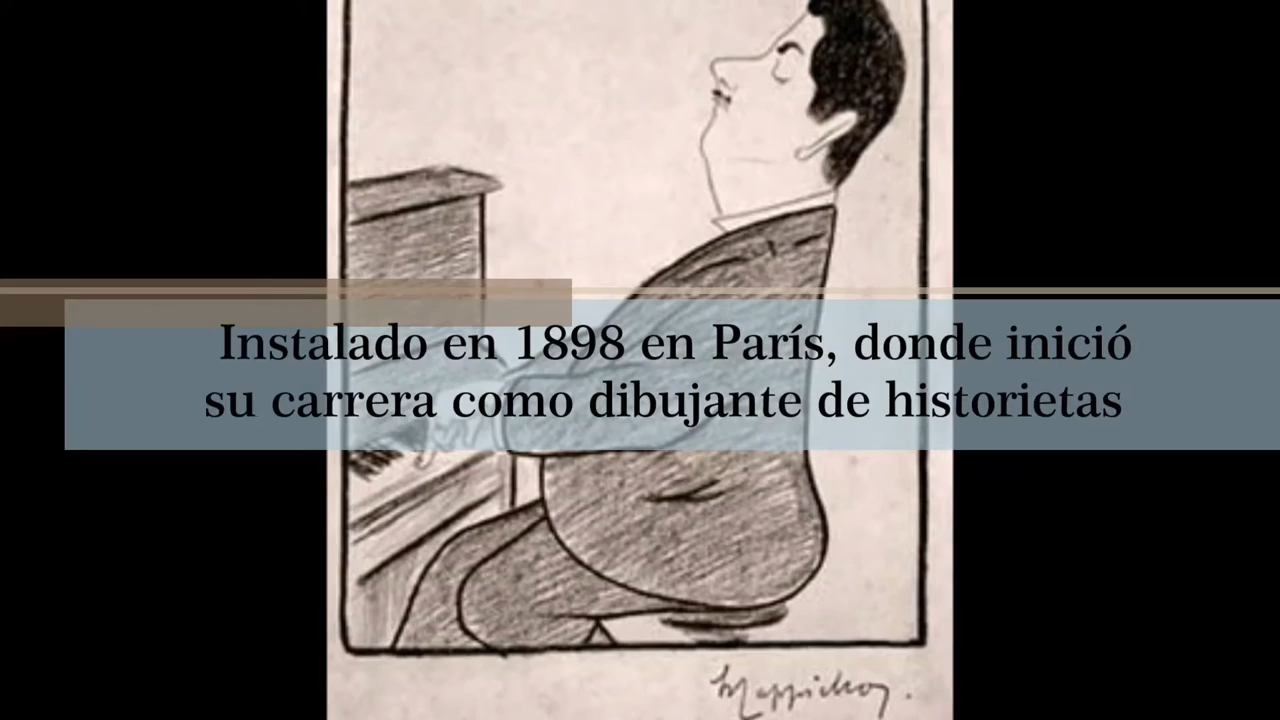 Instalado en 1898 en París, donde inició
su carrera como dibujante de historietas